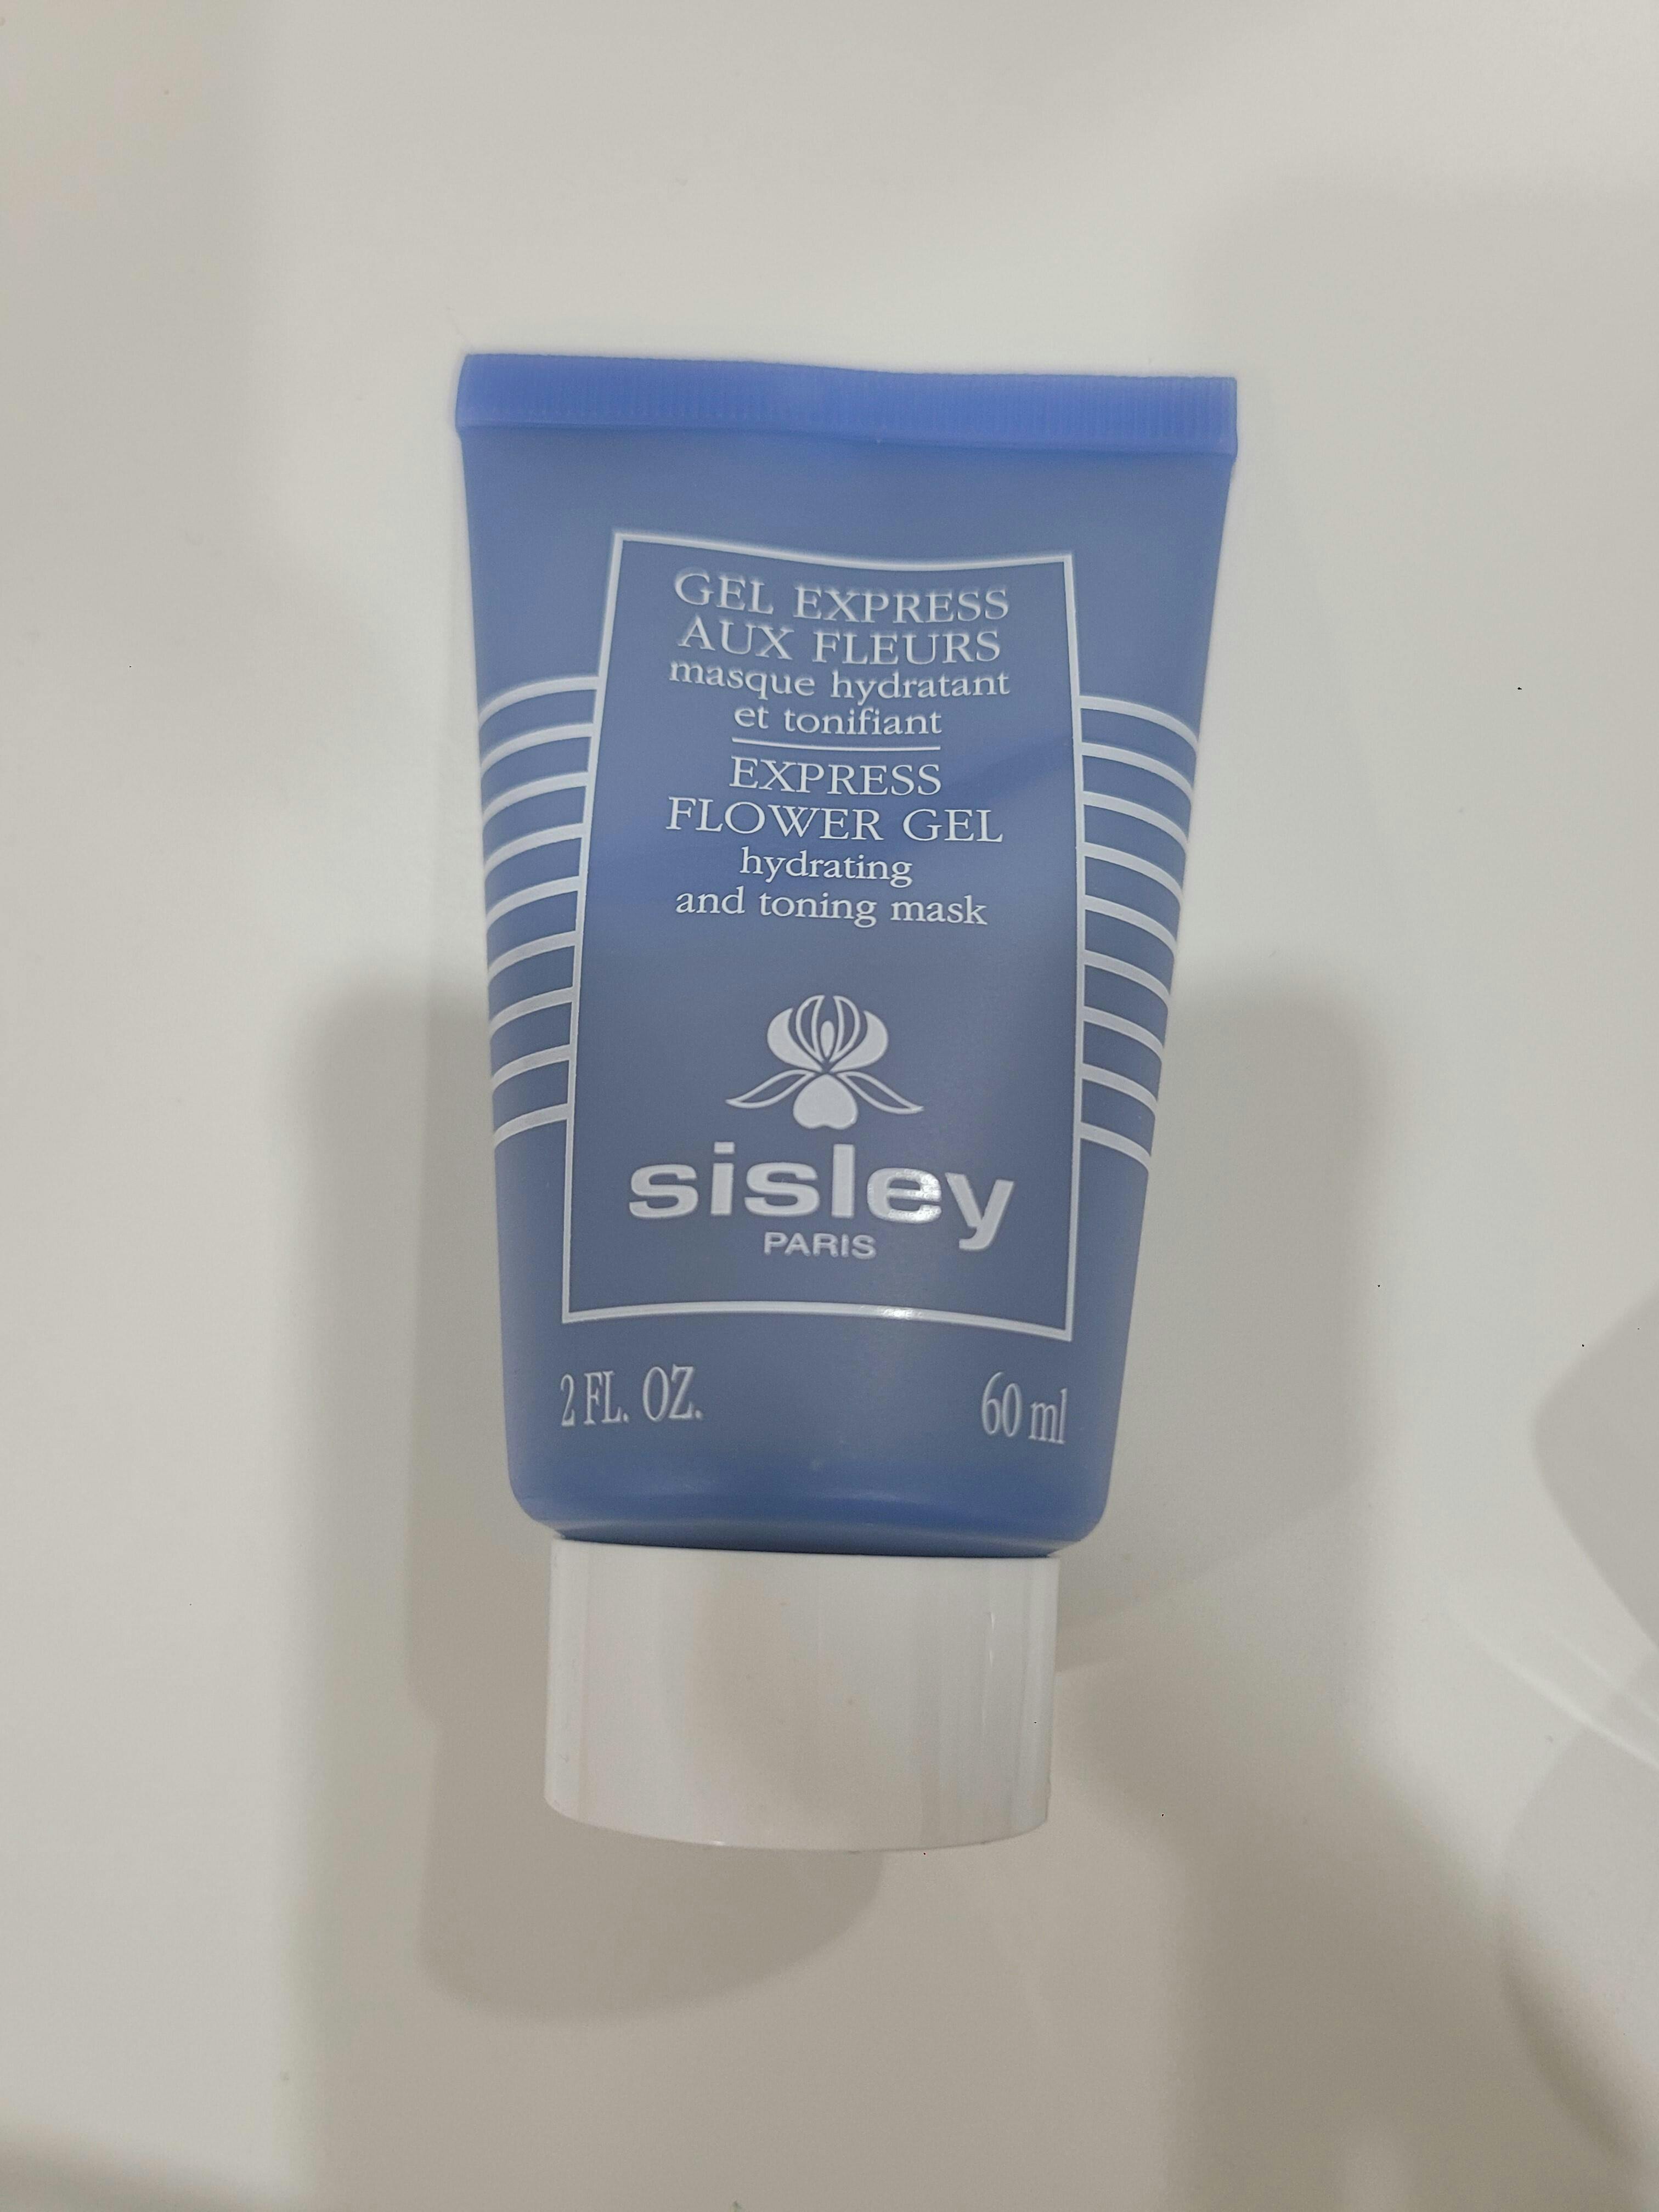 GEL EXPRESS
AUX FLEURS
masque hydratant
et tonifiant
EXPRESS
FLOWER GEL
hydrating
and toning mask
sisley
PARIS
2 FL. OZ. 60 ml